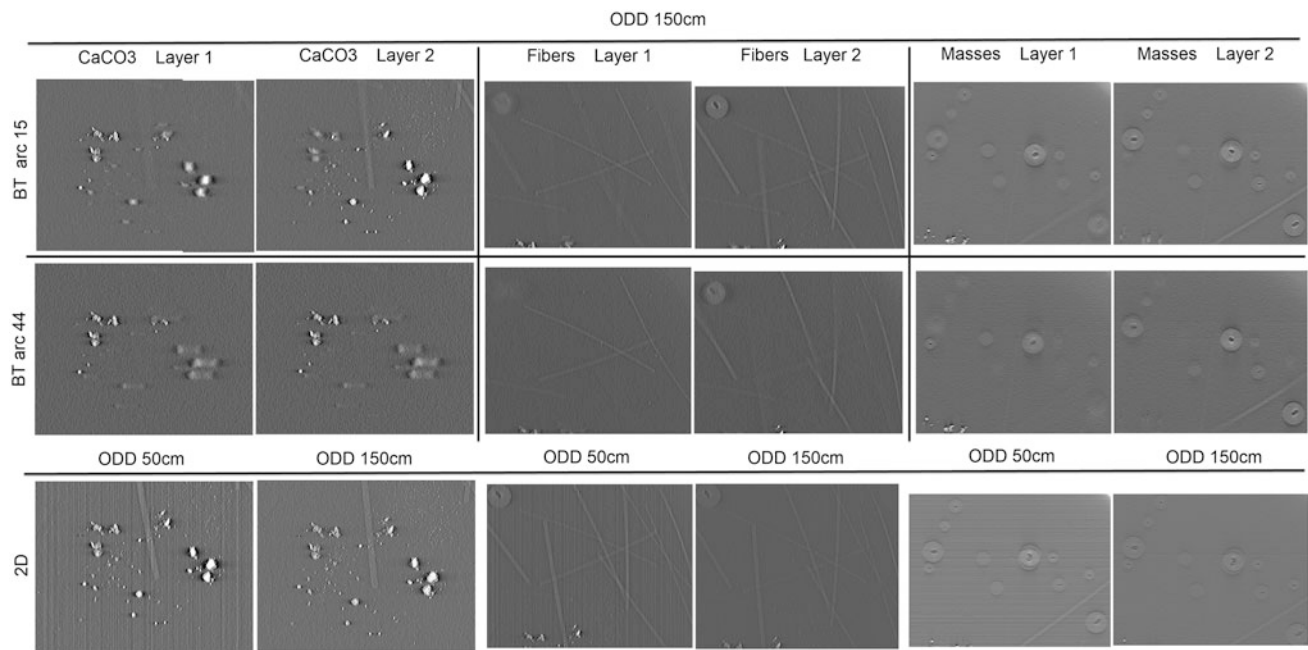 ODD 150cm
CaCO3 Layer 1 CaCO3 Layer 2 Fibers Layer 1 Fibers Layer 2 Masses Layer 1 Masses Layer 2
BT arc 15
BT arc 44
ODD 50cm ODD 150cm ODD 50cm ODD 150cm ODD 50cm ODD 150cm
2D